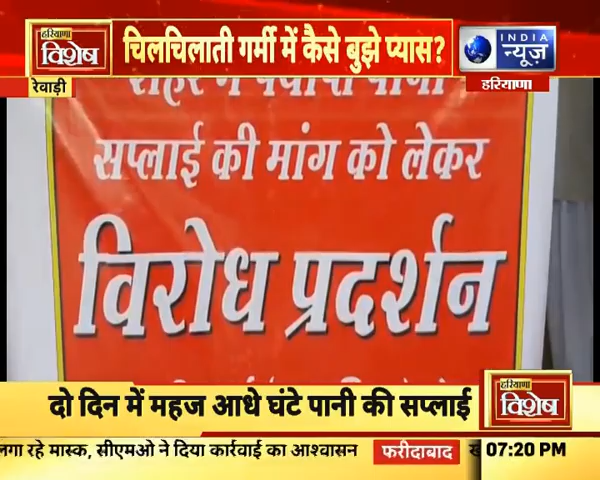 हरियाणा
विशेष
चिलचिलाती गर्मी में कैसे बुझे प्यास?
INDIA
न्यूज़
हरियाणा
रेवाड़ी
सप्लाई की मांग को लेकर
विरोध प्रदर्शन
दो दिन में महज आधे घंटे पानी की सप्लाई
हरियाणा
विशेष
लगा रहे मास्क, सीएमओ ने दिया कार्रवाई का आश्वासन
फरीदाबाद
07:20 PM